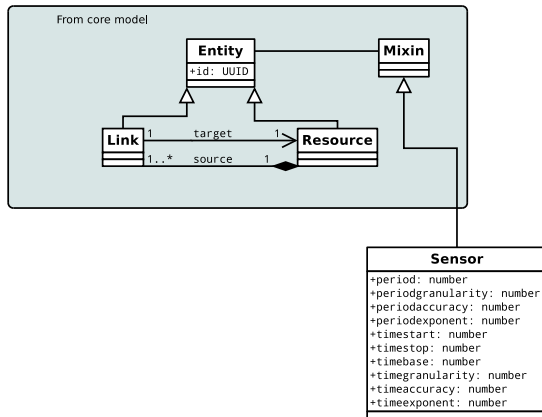 From core model
Entity
+id: UUID
Mixin
Link
Resource
1 target 1
1..* source 1
Sensor
+period: number
+periodgranularity: number
+periodaccuracy: number
+periodexponent: number
+timestart: number
+timestop: number
+timebase: number
+timegranularity: number
+timeaccuracy: number
+timeexponent: number